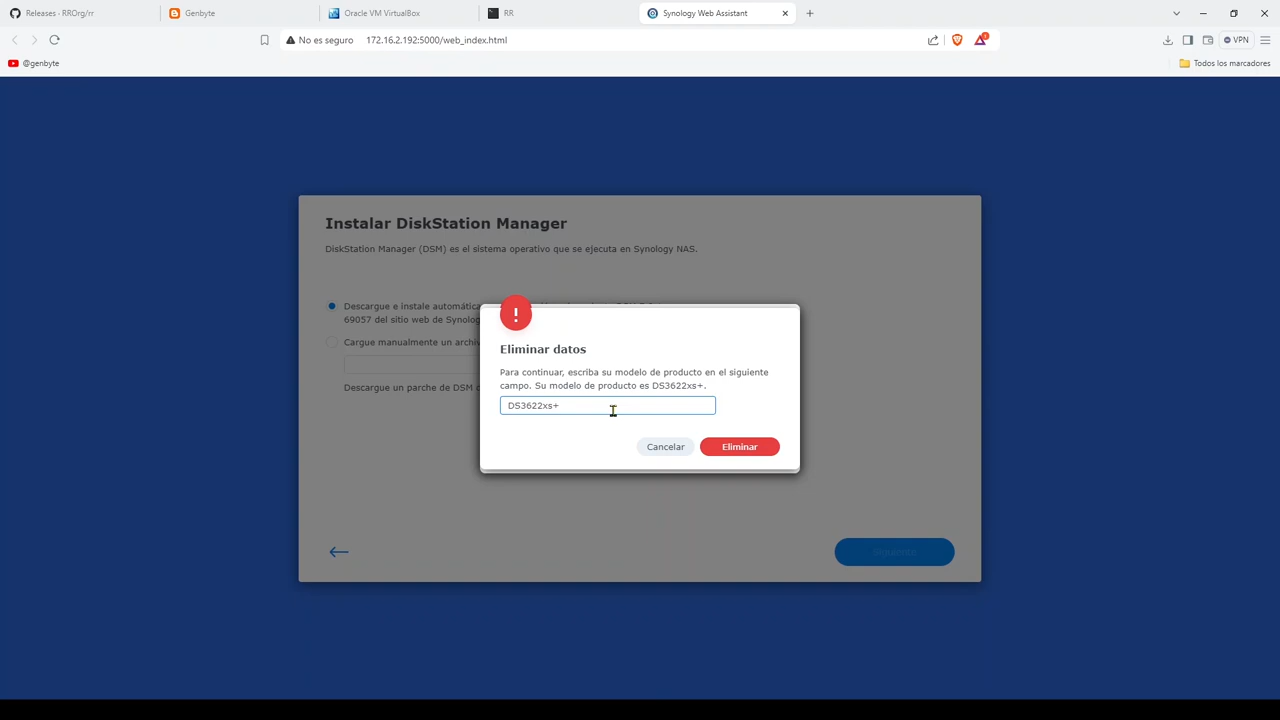 Releases · RROrg/rr
Genbyte
Oracle VM VirtualBox
RR
Synology Web Assistant
No es seguro
172.16.2.192:5000/web_index.html
VPN
@genbyte
Todos los marcadores
Instalar DiskStation Manager
DiskStation Manager (DSM) es el sistema operativo que se ejecuta en Synology NAS.
Descargue e instale automática
69057 del sitio web de Synolog
Cargue manualmente un archiv
Descargue un parche de DSM d
!
Eliminar datos
Para continuar, escriba su modelo de producto en el siguiente
campo. Su modelo de producto es DS3622xs+.
DS3622xs+
Cancelar
Eliminar
Siguiente